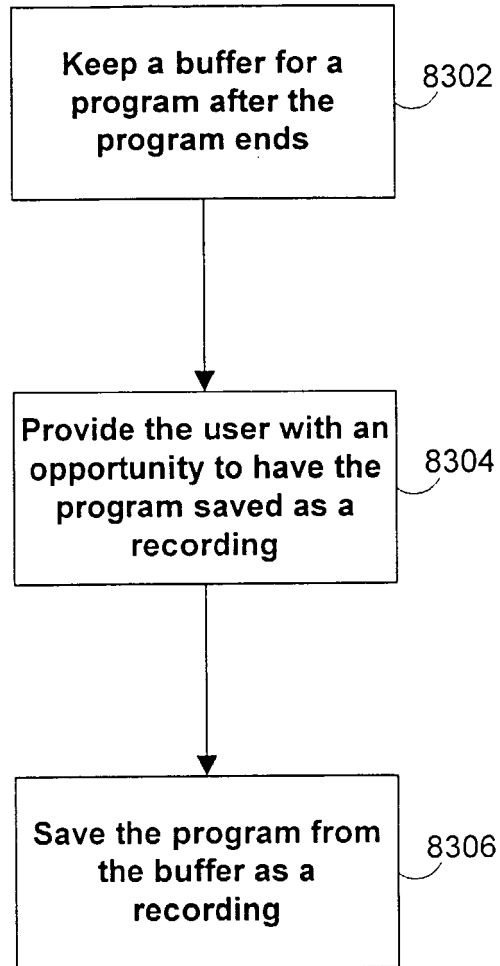 Keep a buffer for a
program after the
program ends
8302
Provide the user with an
opportunity to have the
program saved as a
recording
8304
Save the program from
the buffer as a
recording
8306